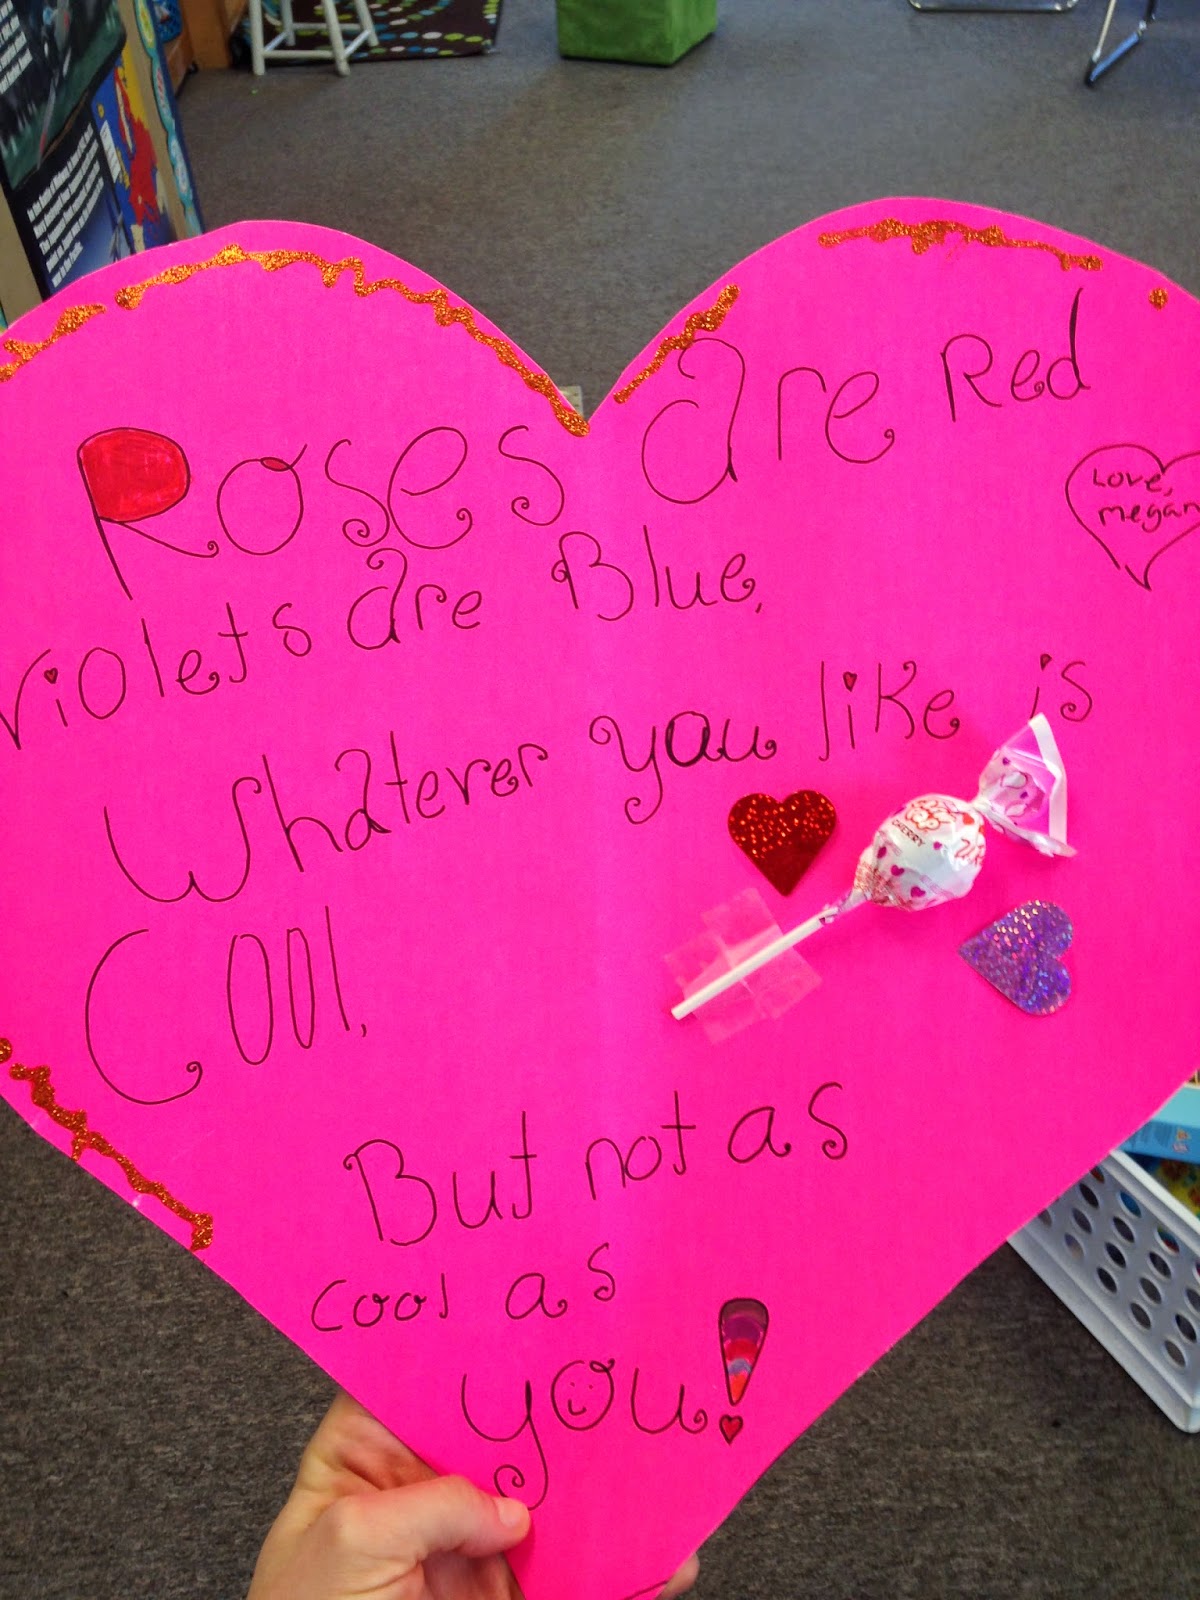 Roses are Red
Love,
megan
violets are Blue,
Whatever you like is
Cool,
CHERRY
But not as
cool as
you!